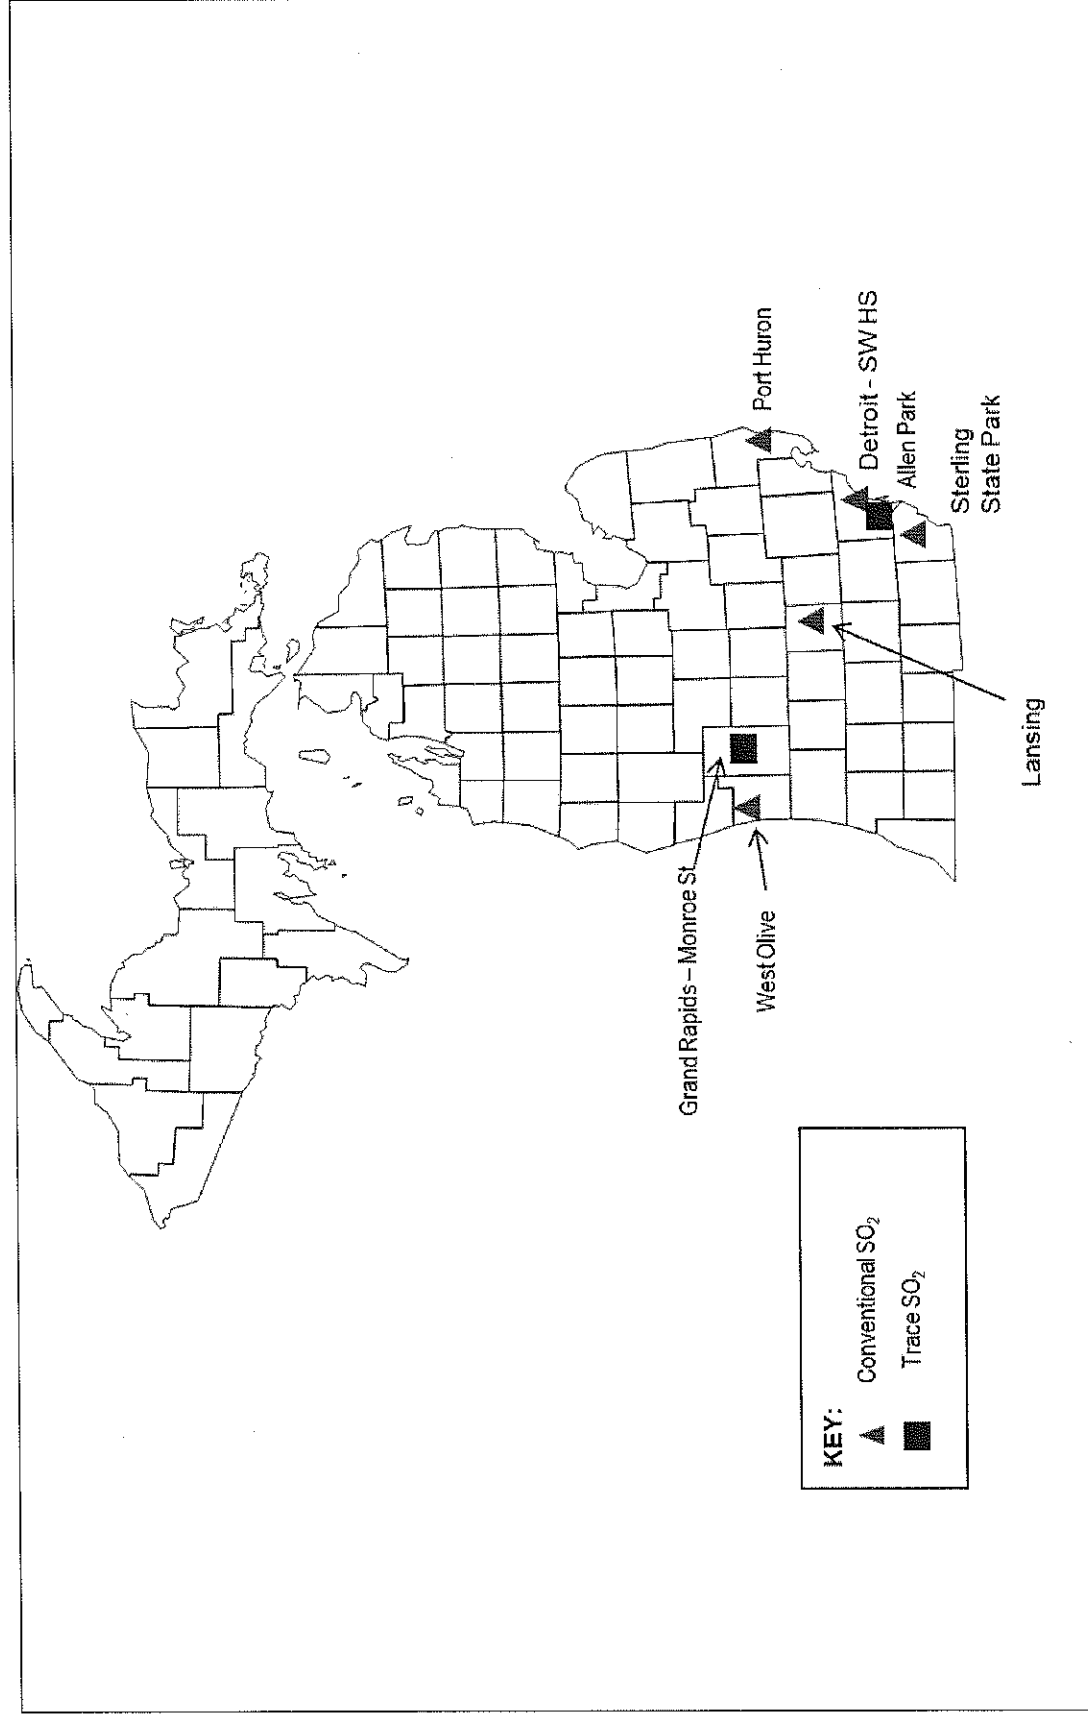 Port Huron
Detroit - SW HS
Allen Park
Sterling
State Park
Lansing
Grand Rapids – Monroe St.
West Olive
KEY:
Conventional SO₂
Trace SO₂